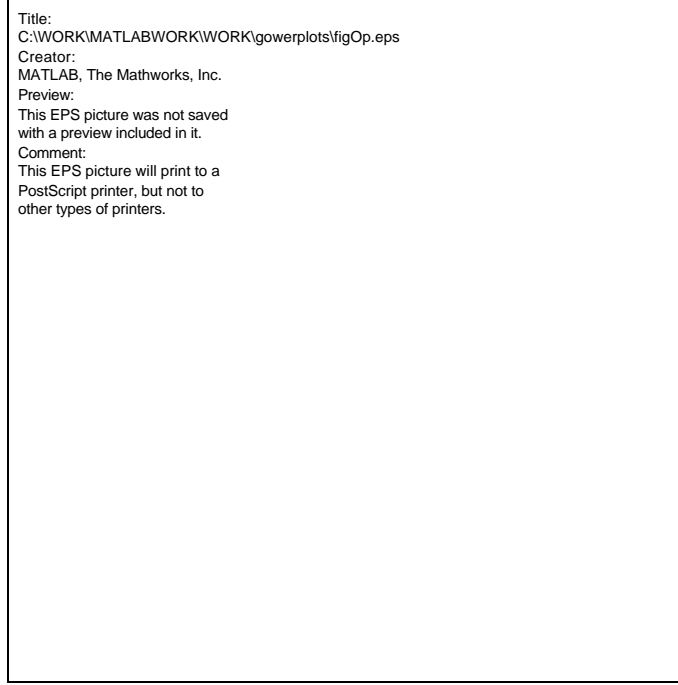 Title:
C:\WORK\MATLABWORK\WORK\gowerplots\figOp.eps
Creator:
MATLAB, The Mathworks, Inc.
Preview:
This EPS picture was not saved
with a preview included in it.
Comment:
This EPS picture will print to a
PostScript printer, but not to
other types of printers.